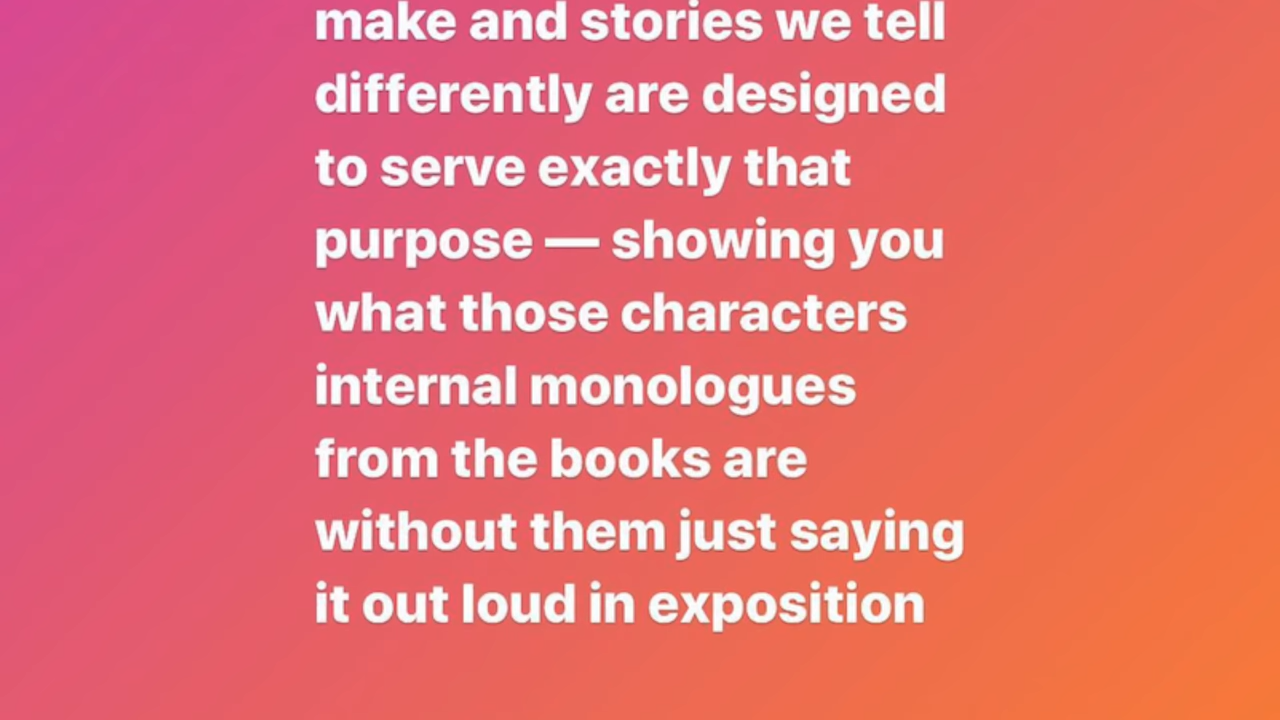 make and stories we tell
differently are designed
to serve exactly that
purpose — showing you
what those characters
internal monologues
from the books are
without them just saying
it out loud in exposition